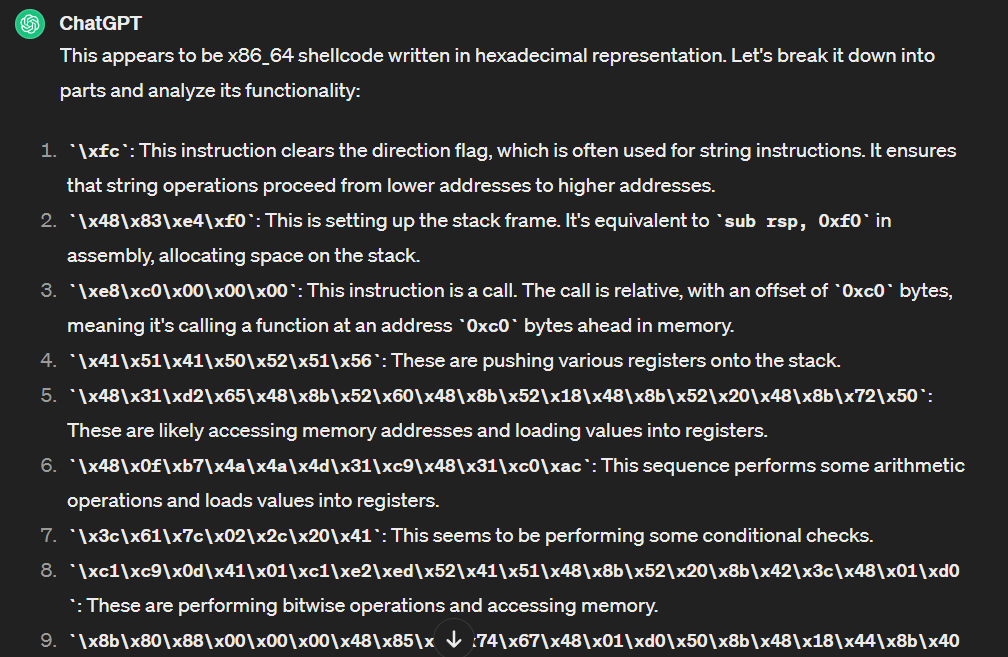 ChatGPT
This appears to be x86_64 shellcode written in hexadecimal representation. Let's break it down into
parts and analyze its functionality:
1. `\xfc`: This instruction clears the direction flag, which is often used for string instructions. It ensures
that string operations proceed from lower addresses to higher addresses.
2. `\x48\x83\xe4\xf0`: This is setting up the stack frame. It's equivalent to `sub rsp, 0xf0` in
assembly, allocating space on the stack.
3. `\xe8\xc0\x00\x00\x00`: This instruction is a call. The call is relative, with an offset of `0xc0` bytes,
meaning it's calling a function at an address `0xc0` bytes ahead in memory.
4. `\x41\x51\x41\x50\x52\x51\x56`: These are pushing various registers onto the stack.
5. `\x48\x31\xd2\x65\x48\x8b\x52\x60\x48\x8b\x52\x18\x48\x8b\x52\x20\x48\x8b\x72\x50`:
These are likely accessing memory addresses and loading values into registers.
6. `\x48\x0f\xb7\x4a\x4a\x4d\x31\xc9\x48\x31\xc0\xac`: This sequence performs some arithmetic
operations and loads values into registers.
7. `\x3c\x61\x7c\x02\x2c\x20\x41`: This seems to be performing some conditional checks.
8. `\xc1\xc9\x0d\x41\x01\xc1\xe2\xed\x52\x41\x51\x48\x8b\x52\x20\x8b\x42\x3c\x48\x01\xd0
`: These are performing bitwise operations and accessing memory.
9. `\x8b\x80\x88\x00\x00\x00\x48\x85\x :74\x67\x48\x01\xd0\x50\x8b\x48\x18\x44\x8b\x40